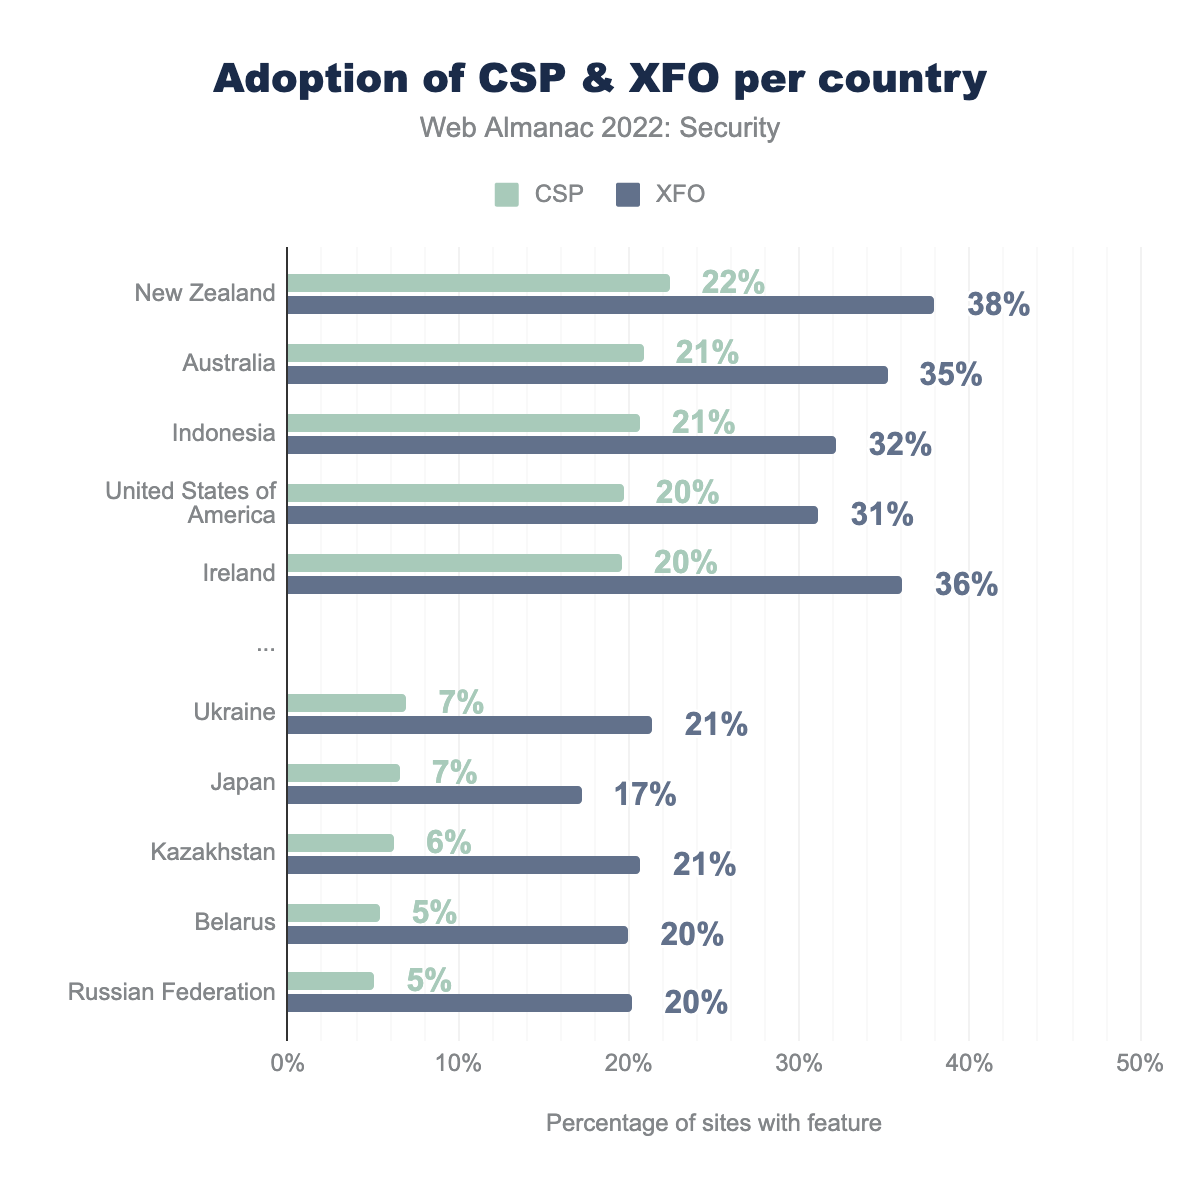 Adoption of CSP & XFO per country
Web Almanac 2022: Security
CSP XFO
New Zealand 22% 38%
Australia 21% 35%
Indonesia 21% 32%
United States of
America 20% 31%
Ireland 20% 36%
...
Ukraine 7% 21%
Japan 7% 17%
Kazakhstan 6% 21%
Belarus 5% 20%
Russian Federation 5% 20%
0% 10% 20% 30% 40% 50%
Percentage of sites with feature